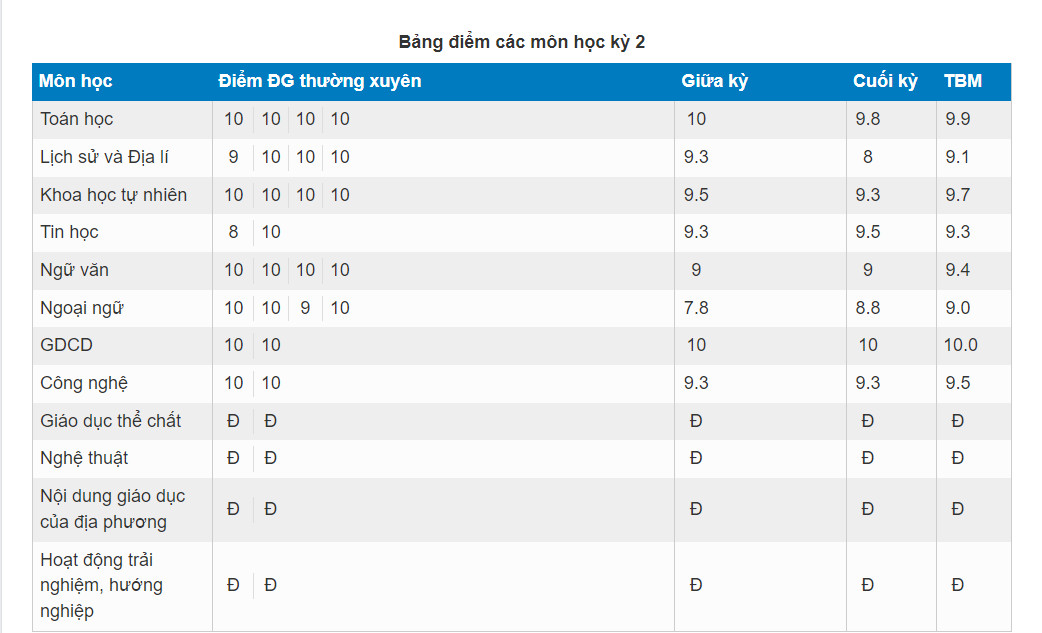 Bảng điểm các môn học kỳ 2
Môn học Điểm ĐG thường xuyên Giữa kỳ Cuối kỳ TBM
Toán học 10 10 10 10 10 9.8 9.9
Lịch sử và Địa lí 9 10 10 10 9.3 8 9.1
Khoa học tự nhiên 10 10 10 10 9.5 9.3 9.7
Tin học 8 10 9.3 9.5 9.3
Ngữ văn 10 10 10 10 9 9 9.4
Ngoại ngữ 10 10 9 10 7.8 8.8 9.0
GDCD 10 10 10 10 10.0
Công nghệ 10 10 9.3 9.3 9.5
Giáo dục thể chất Đ Đ Đ Đ Đ
Nghệ thuật Đ Đ Đ Đ Đ
Nội dung giáo dục
của địa phương Đ Đ Đ Đ Đ
Hoạt động trải
nghiệm, hướng Đ Đ Đ Đ Đ
nghiệp